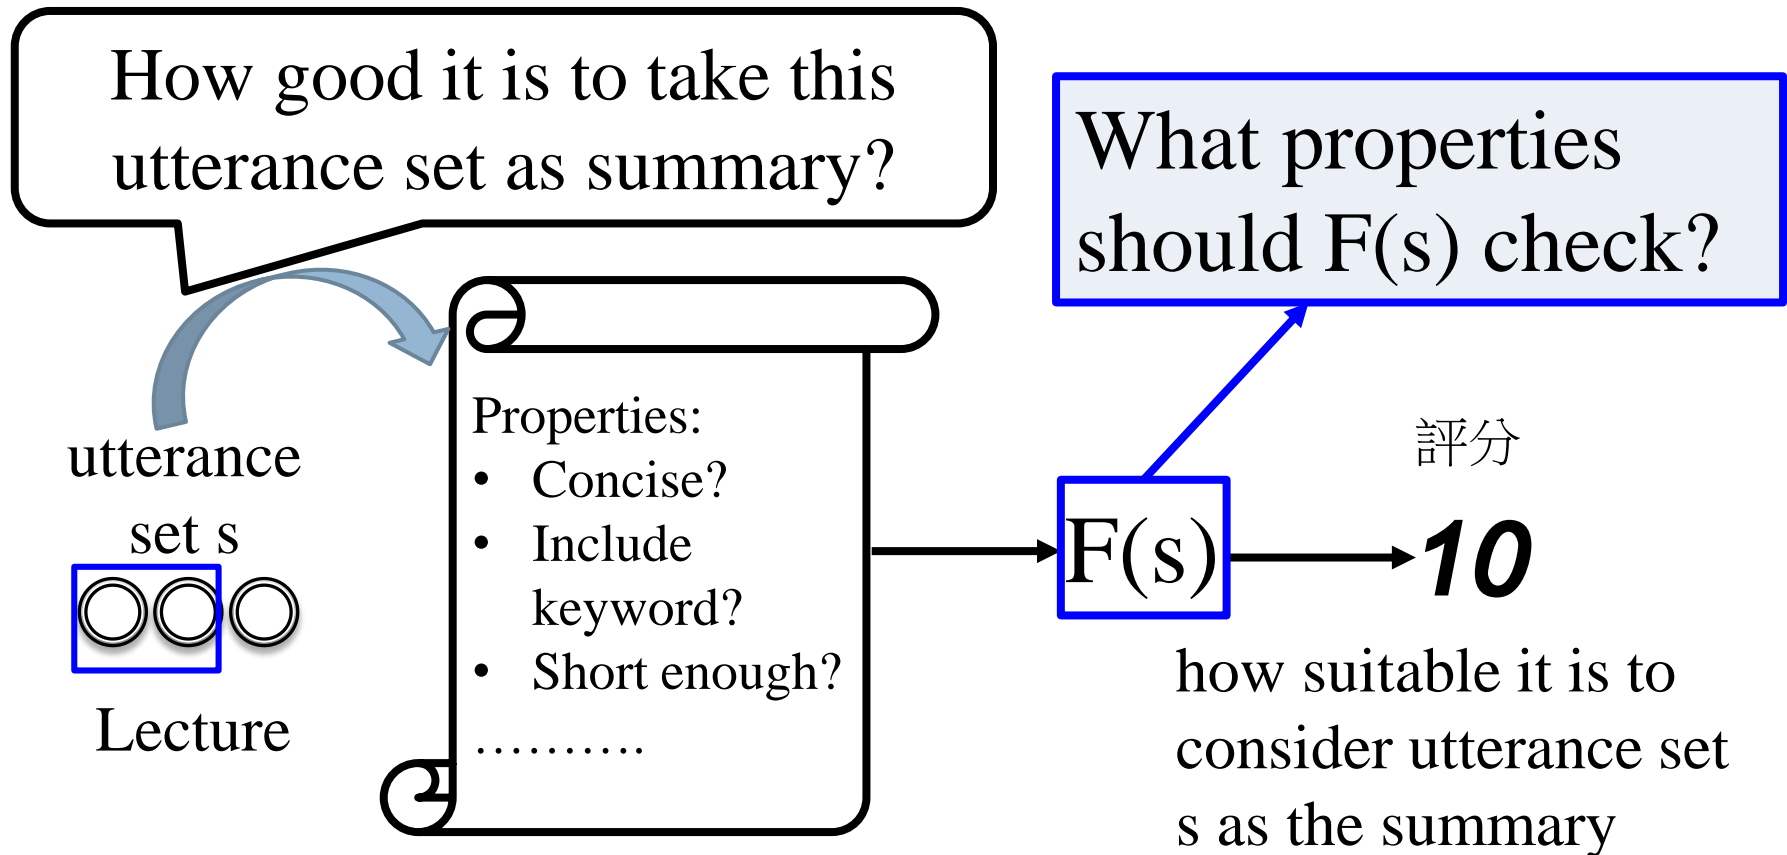 How good it is to take this
utterance set as summary?
What properties
should F(s) check?
utterance
set s
Lecture
Properties:
• Concise?
• Include
keyword?
• Short enough?
..........
F(s)
評分
10
how suitable it is to
consider utterance set
s as the summary